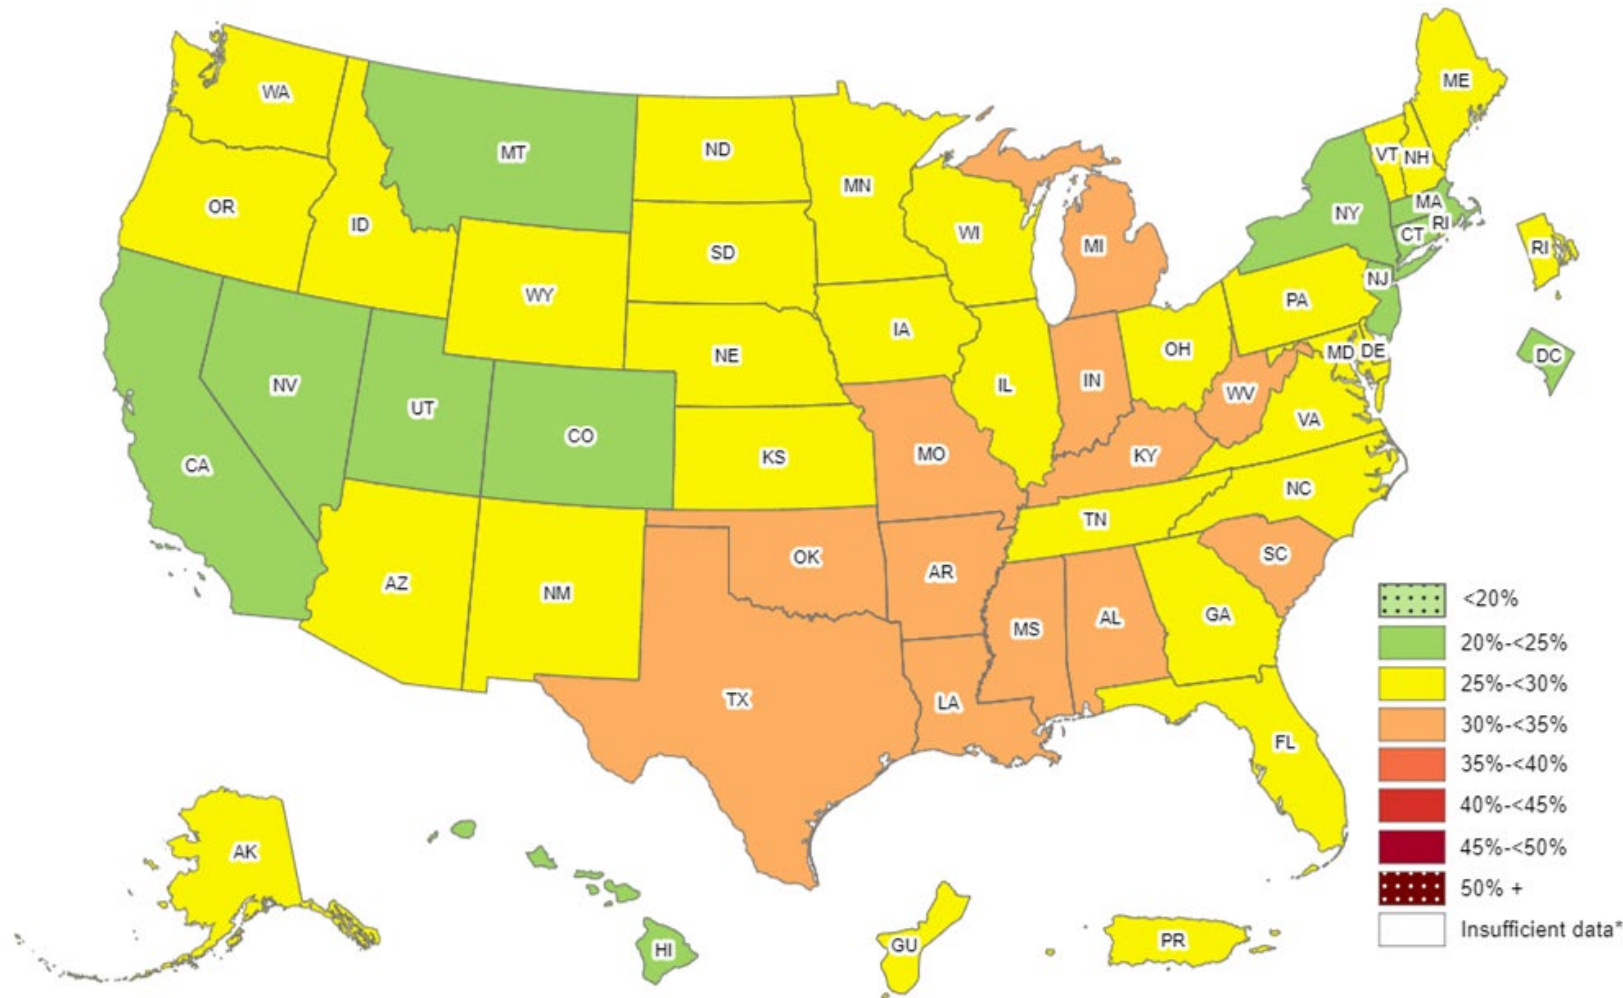 WA
MT
ND
MN
ME
VT
NH
OR
ID
SD
WI
MI
NY
MA
RI
CT
RI
WY
NE
IA
PA
NJ
NV
UT
CO
IL
IN
OH
WV
MD
DE
DC
CA
KS
MO
KY
VA
NC
TN
AZ
NM
OK
AR
SC
MS
AL
GA
TX
LA
FL
AK
HI
GU
PR
<20%
20%-<25%
25%-<30%
30%-<35%
35%-<40%
40%-<45%
45%-<50%
50% +
Insufficient data*